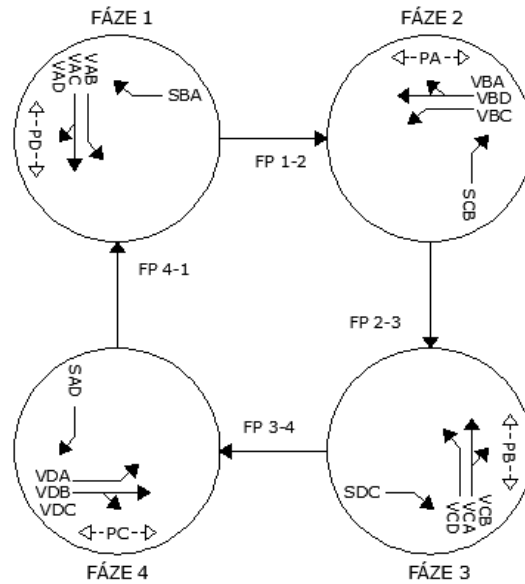 FÁZE 1
FÁZE 2
VAD
VAC
VAB
SBA
PD
PA
VBA
VBD
VBC
SCB
FP 1-2
FP 4-1
FP 2-3
SAD
VDA
VDB
VDC
PC
FP 3-4
SDC
PB
VCD
VCA
VCB
FÁZE 4
FÁZE 3